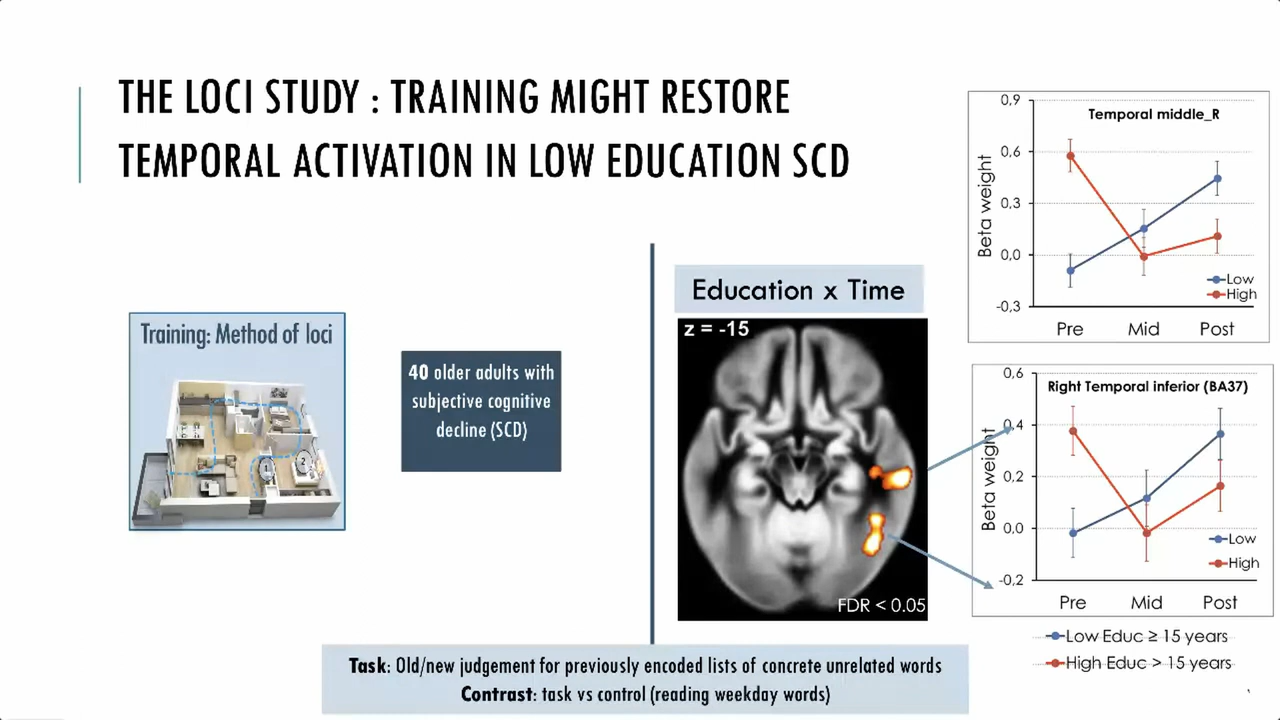 THE LOCI STUDY : TRAINING MIGHT RESTORE
TEMPORAL ACTIVATION IN LOW EDUCATION SCD
Training: Method of loci
1
2
40 older adults with
subjective cognitive
decline (SCD)
Education x Time
z = -15
FDR < 0.05
Temporal middle_R
Beta weight
0,9
0,6
0,3
0,0
-0,3
Low
High
Pre Mid Post
Right Temporal inferior (BA37)
Beta weight
0,6
0,4
0,2
0,0
-0,2
Low
High
Pre Mid Post
Low Educ ≥ 15 years
High Educ > 15 years
Task: Old/new judgement for previously encoded lists of concrete unrelated words
Contrast: task vs control (reading weekday words)